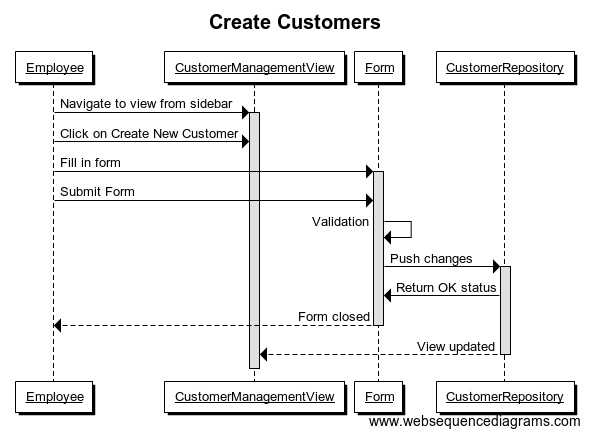 Create Customers
Employee CustomerManagementView Form CustomerRepository
Navigate to view from sidebar
Click on Create New Customer
Fill in form
Submit Form
Validation
Push changes
Return OK status
Form closed
View updated
Employee CustomerManagementView Form CustomerRepository
www.websequencediagrams.com